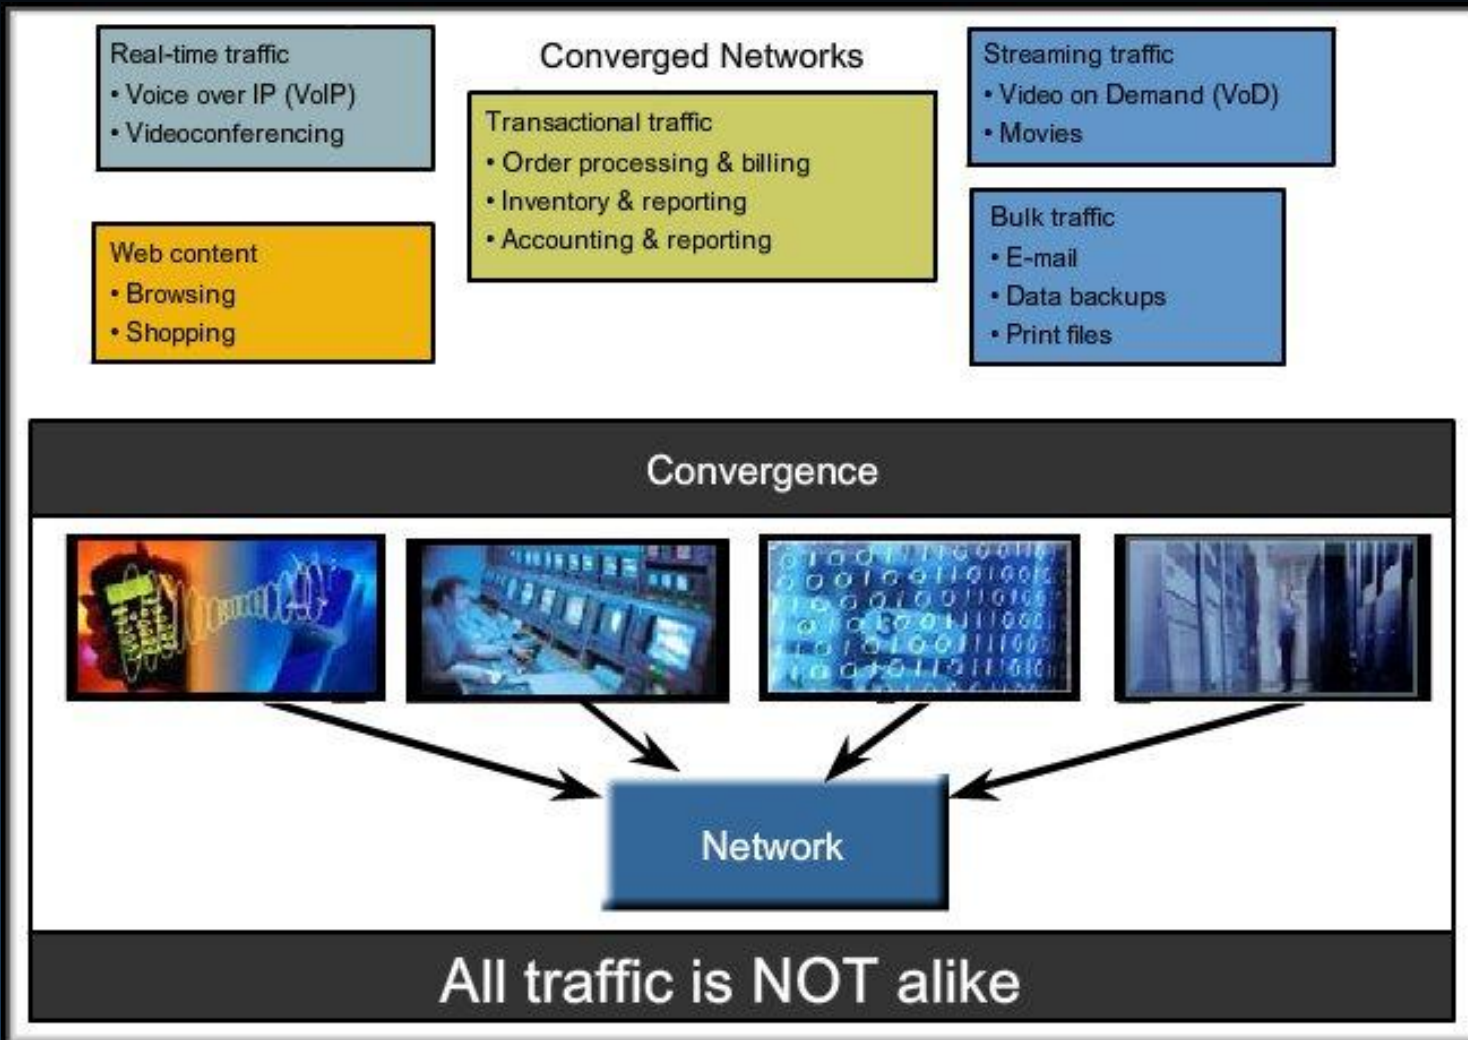 Converged Networks
Real-time traffic
• Voice over IP (VoIP)
• Videoconferencing
Web content
• Browsing
• Shopping
Transactional traffic
• Order processing & billing
• Inventory & reporting
• Accounting & reporting
Streaming traffic
• Video on Demand (VoD)
• Movies
Bulk traffic
• E-mail
• Data backups
• Print files
Convergence
Network
All traffic is NOT alike